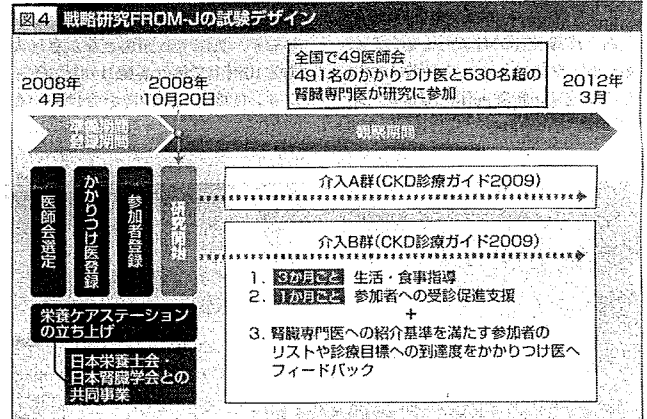 図4 戦略研究FROM-Jの試験デザイン
全国で49医師会
491名のかかりつけ医と530名超の
腎臓専門医が研究に参加
2008年
4月
2008年
10月20日
2012年
3月
準備期間
登録期間
観察期間
医師会選定
かかりつけ医登録
参加者登録
研究開始
介入A群(CKD診療ガイド2009)
介入B群(CKD診療ガイド2009)
1. 3か月ごと 生活・食事指導
2. 1か月ごと 参加者への受診促進支援
+
3. 腎臓専門医への紹介基準を満たす参加者の
リストや診療目標への到達度をかかりつけ医へ
フィードバック
栄養ケアステーション
の立ち上げ
日本栄養士会・
日本腎臓学会との
共同事業